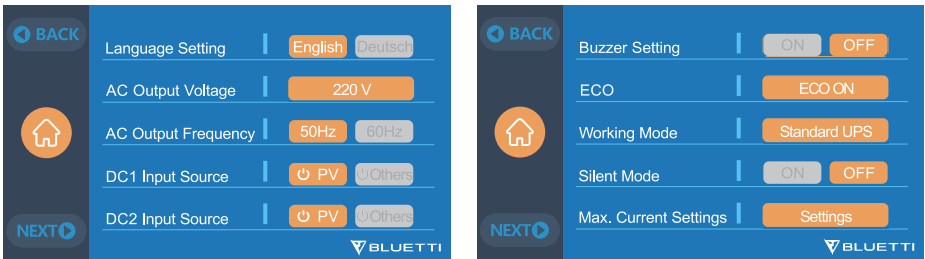 BACK
Language Setting English Deutsch
AC Output Voltage 220 V
AC Output Frequency 50Hz 60Hz
DC1 Input Source PV Others
DC2 Input Source PV Others
NEXT
BLUETTI
BACK
Buzzer Setting ON OFF
ECO ECO ON
Working Mode Standard UPS
Silent Mode ON OFF
Max. Current Settings Settings
NEXT
BLUETTI